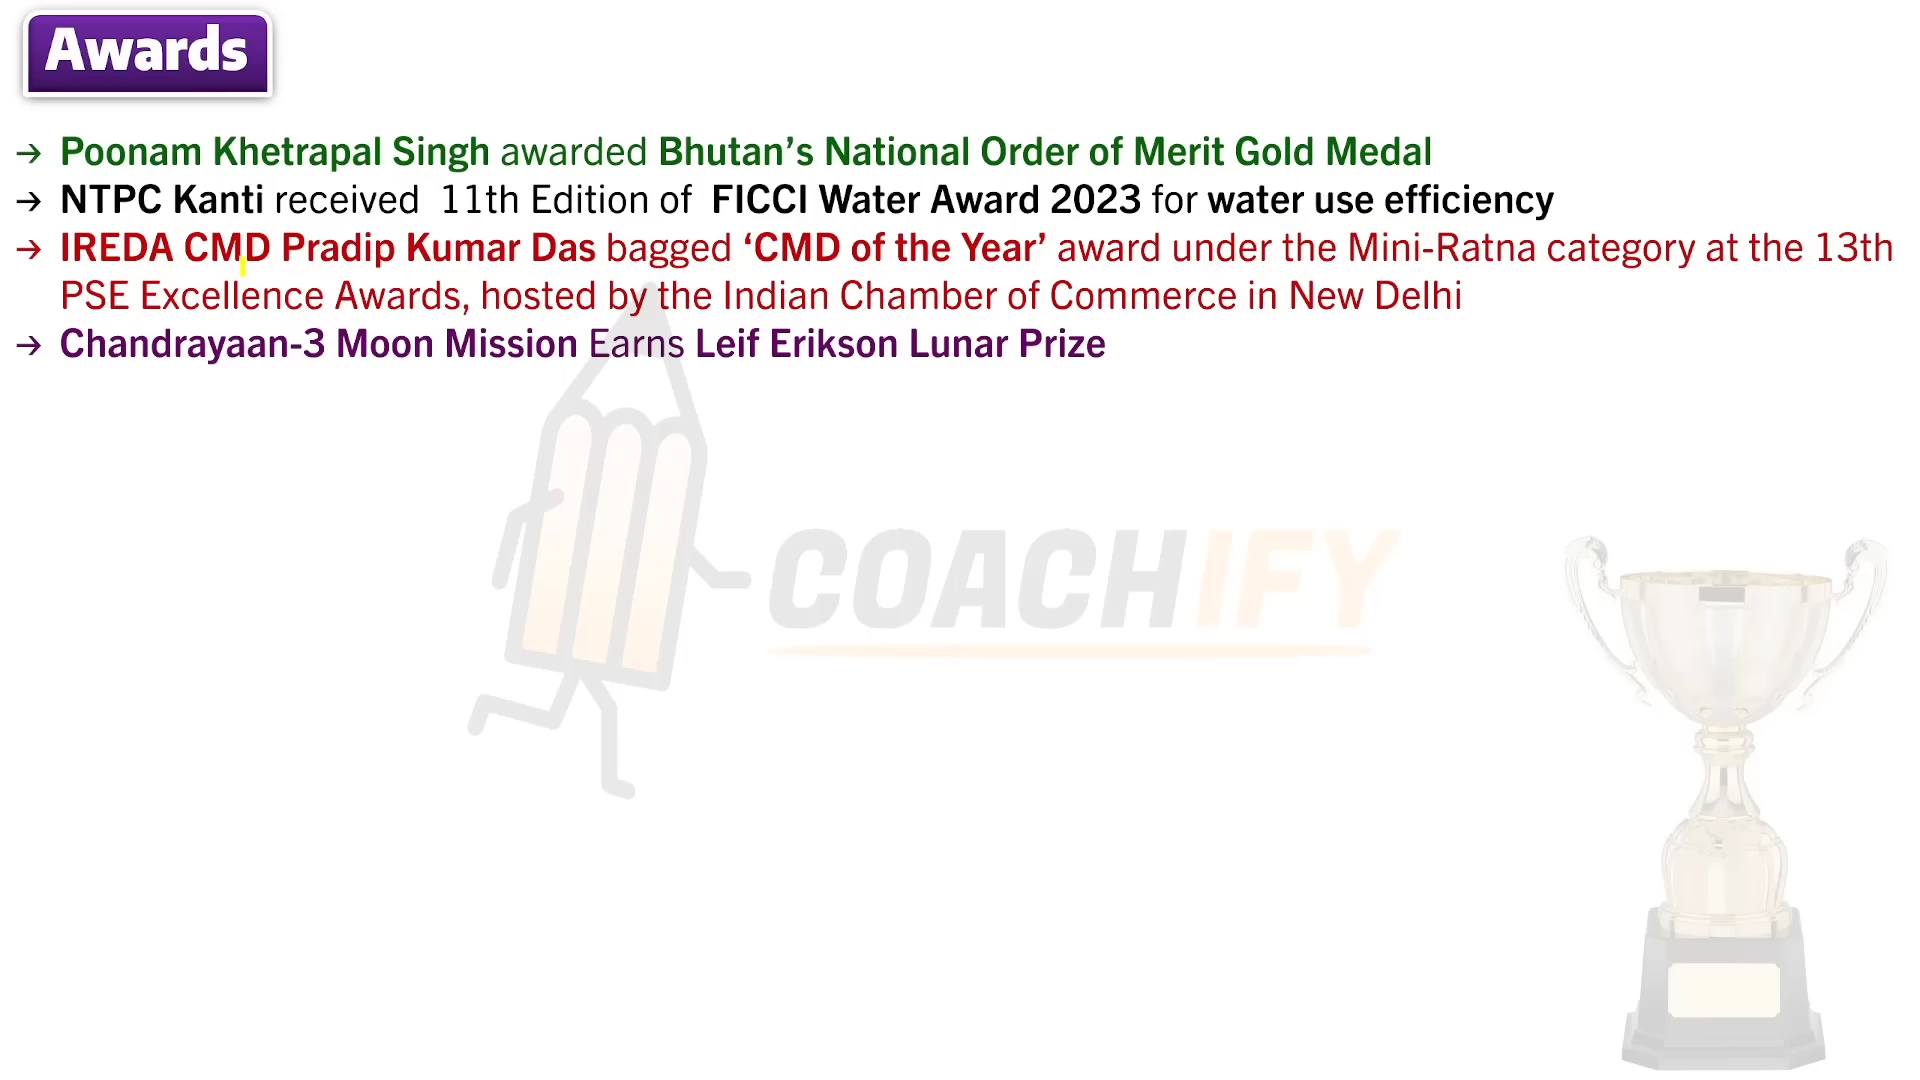 Awards
→ Poonam Khetrapal Singh awarded Bhutan’s National Order of Merit Gold Medal
→ NTPC Kanti received 11th Edition of FICCI Water Award 2023 for water use efficiency
→ IREDA CMD Pradip Kumar Das bagged ‘CMD of the Year’ award under the Mini-Ratna category at the 13th
PSE Excellence Awards, hosted by the Indian Chamber of Commerce in New Delhi
→ Chandrayaan-3 Moon Mission Earns Leif Erikson Lunar Prize
COACHIFY